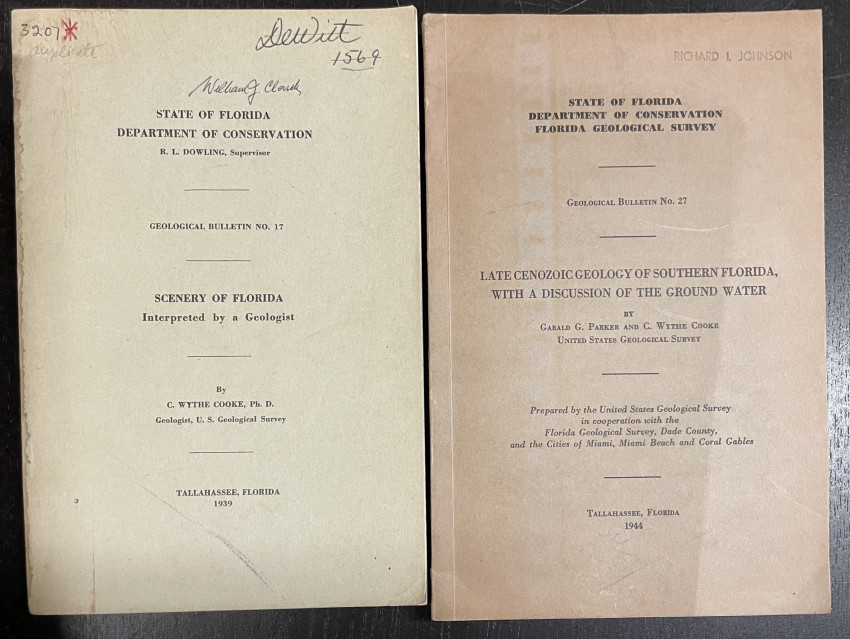 3207*
duplicate
DeWitt
1569
STATE OF FLORIDA
DEPARTMENT OF CONSERVATION
R. L. DOWLING, Supervisor
GEOLOGICAL BULLETIN NO. 17
SCENERY OF FLORIDA
Interpreted by a Geologist
By
C. WYTHE COOKE, Ph. D.
Geologist, U. S. Geological Survey
TALLAHASSEE, FLORIDA
1939
RICHARD I. JOHNSON
STATE OF FLORIDA
DEPARTMENT OF CONSERVATION
FLORIDA GEOLOGICAL SURVEY
GEOLOGICAL BULLETIN NO. 27
LATE CENOZOIC GEOLOGY OF SOUTHERN FLORIDA,
WITH A DISCUSSION OF THE GROUND WATER
BY
GARALD G. PARKER AND C. WYTHE COOKE
UNITED STATES GEOLOGICAL SURVEY
Prepared by the United States Geological Survey
in cooperation with the
Florida Geological Survey, Dade County,
and the Cities of Miami, Miami Beach and Coral Gables
TALLAHASSEE, FLORIDA
1944